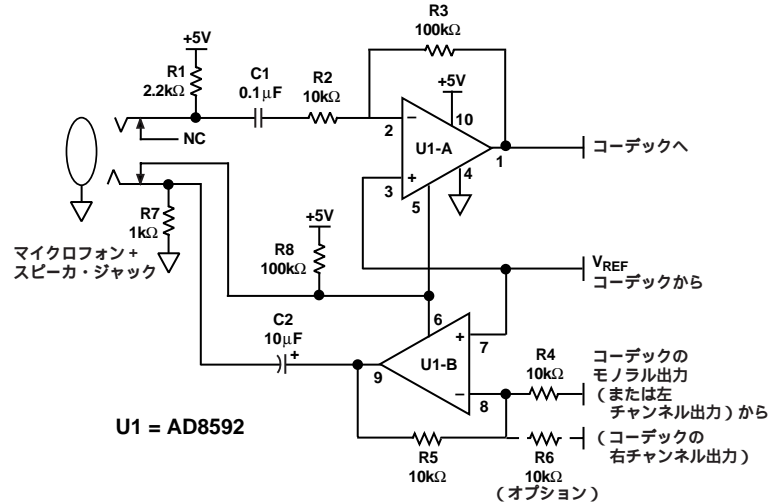 +5V
R1
2.2kΩ
C1
0.1μF
R2
10kΩ
R3
100kΩ
+5V
10
2
−
U1-A
4
1
+
3
5
コーデックへ
NC
R7
1kΩ
マイクロフォン+
スピーカ・ジャック
+5V
R8
100kΩ
VREF
コーデックから
C2
10μF
+
6
+
7
9
U1-B
−
8
R4
10kΩ
コーデックの
モノラル出力
(または左
チャンネル出力)から
R5
10kΩ
R6
10kΩ
(オプション)
(コーデックの
右チャンネル出力)
U1 = AD8592